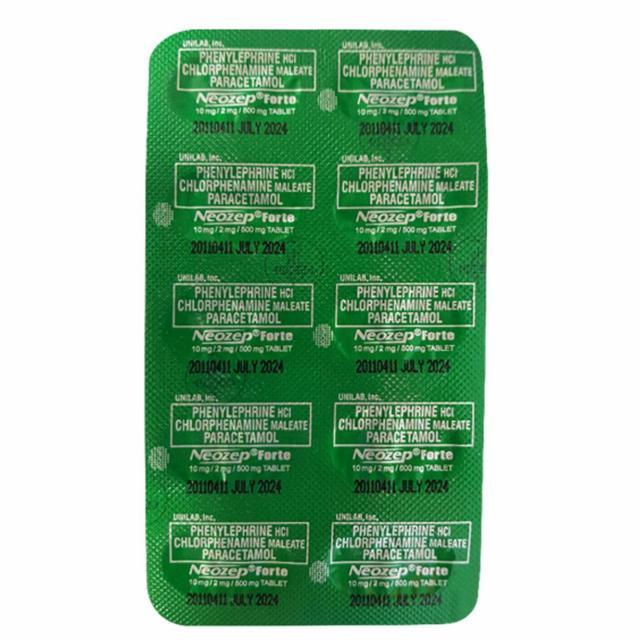 UNILAB, Inc.
PHENYLEPHRINE HCl
CHLORPHENAMINE MALEATE
PARACETAMOL
Neozep® Forte
10 mg / 2 mg / 500 mg TABLET
20110411 JULY 2024
UNILAB, Inc.
PHENYLEPHRINE HCl
CHLORPHENAMINE MALEATE
PARACETAMOL
Neozep® Forte
10 mg / 2 mg / 500 mg TABLET
20110411 JULY 2024
UNILAB, Inc.
PHENYLEPHRINE HCl
CHLORPHENAMINE MALEATE
PARACETAMOL
Neozep® Forte
10 mg / 2 mg / 500 mg TABLET
20110411 JULY 2024
UNILAB, Inc.
PHENYLEPHRINE HCl
CHLORPHENAMINE MALEATE
PARACETAMOL
Neozep® Forte
10 mg / 2 mg / 500 mg TABLET
20110411 JULY 2024
UNILAB, Inc.
PHENYLEPHRINE HCl
CHLORPHENAMINE MALEATE
PARACETAMOL
Neozep® Forte
10 mg / 2 mg / 500 mg TABLET
20110411 JULY 2024
UNILAB, Inc.
PHENYLEPHRINE HCl
CHLORPHENAMINE MALEATE
PARACETAMOL
Neozep® Forte
10 mg / 2 mg / 500 mg TABLET
20110411 JULY 2024
UNILAB, Inc.
PHENYLEPHRINE HCl
CHLORPHENAMINE MALEATE
PARACETAMOL
Neozep® Forte
10 mg / 2 mg / 500 mg TABLET
20110411 JULY 2024
UNILAB, Inc.
PHENYLEPHRINE HCl
CHLORPHENAMINE MALEATE
PARACETAMOL
Neozep® Forte
10 mg / 2 mg / 500 mg TABLET
20110411 JULY 2024
UNILAB, Inc.
PHENYLEPHRINE HCl
CHLORPHENAMINE MALEATE
PARACETAMOL
Neozep® Forte
10 mg / 2 mg / 500 mg TABLET
20110411 JULY 2024
UNILAB, Inc.
PHENYLEPHRINE HCl
CHLORPHENAMINE MALEATE
PARACETAMOL
Neozep® Forte
10 mg / 2 mg / 500 mg TABLET
20110411 JULY 2024